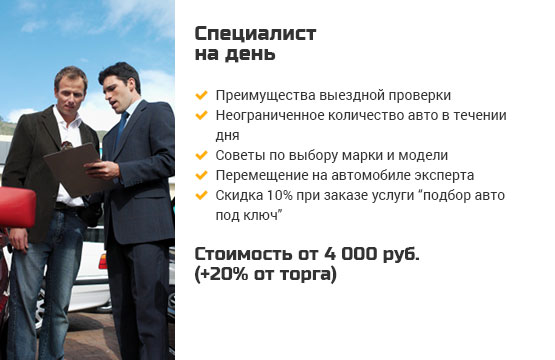 Специалист
на день
Преимущества выездной проверки
Неограниченное количество авто в течении
дня
Советы по выбору марки и модели
Перемещение на автомобиле эксперта
Скидка 10% при заказе услуги “подбор авто
под ключ”
Стоимость от 4 000 руб.
(+20% от торга)